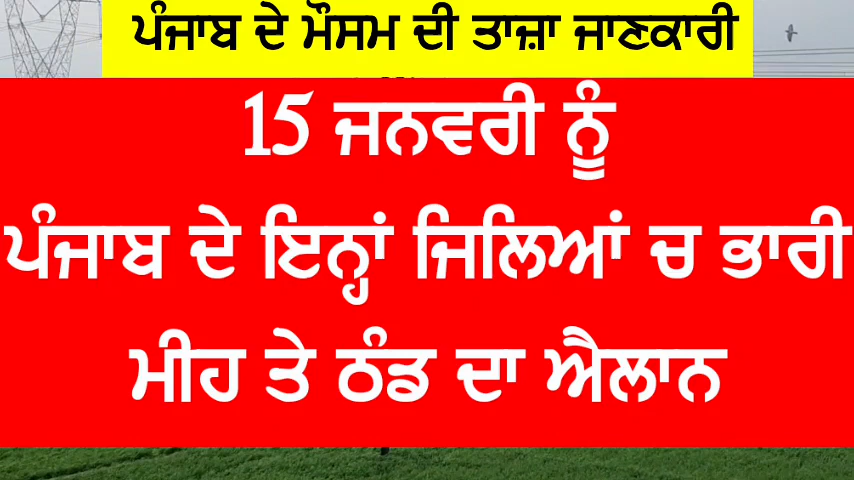 ਪੰਜਾਬ ਦੇ ਮੌਸਮ ਦੀ ਤਾਜ਼ਾ ਜਾਣਕਾਰੀ
15 ਜਨਵਰੀ ਨੂੰ
ਪੰਜਾਬ ਦੇ ਇਨ੍ਹਾਂ ਜਿਲਿਆਂ ਚ ਭਾਰੀ
ਮੀਹ ਤੇ ਠੰਡ ਦਾ ਐਲਾਨ